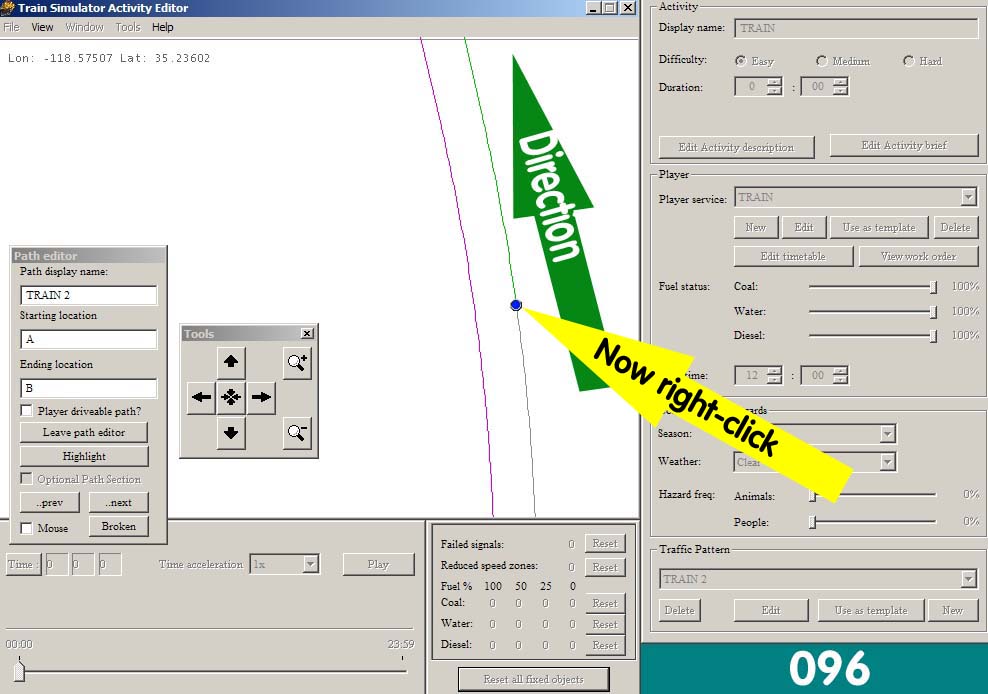 Train Simulator Activity Editor
File View Window Tools Help
Lon: -118.57507 Lat: 35.23602
Direction
Now right-click
Path editor
Path display name:
TRAIN 2
Starting location
A
Ending location
B
Player driveable path?
Leave path editor
Highlight
Optional Path Section
..prev ..next
Mouse Broken
Tools
Time : 0 0 0 Time acceleration 1x Play
00:00 23:59
Failed signals: 0 Reset
Reduced speed zones: 0 Reset
Fuel % 100 50 25 0
Coal: 0 0 0 0 Reset
Water: 0 0 0 0 Reset
Diesel: 0 0 0 0 Reset
Reset all fixed objects
Activity
Display name: TRAIN
Difficulty: Easy Medium Hard
Duration: 0 : 00
Edit Activity description Edit Activity brief
Player
Player service: TRAIN
New Edit Use as template Delete
Edit timetable View work order
Fuel status: Coal: 100%
Water: 100%
Diesel: 100%
time: 12 : 00
Season:
Weather: Clear
Hazard freq: Animals: 0%
People: 0%
Traffic Pattern
TRAIN 2
Delete Edit Use as template New
096